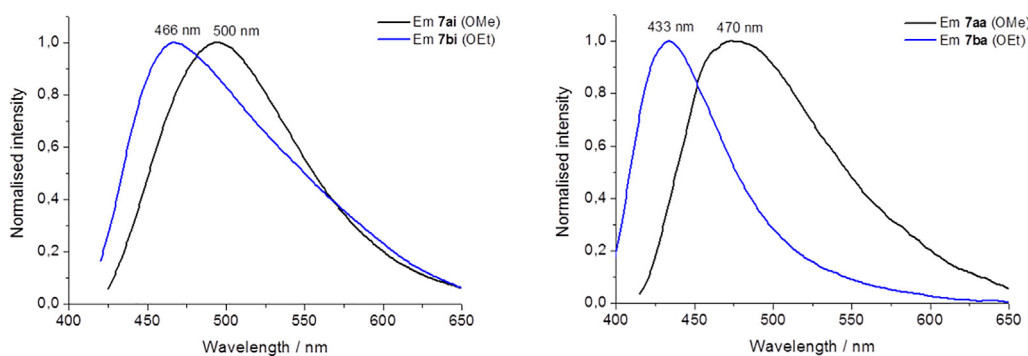 Em 7ai (OMe)
Em 7bi (OEt)
466 nm
500 nm
1,0
0,8
0,6
0,4
0,2
0,0
Normalised intensity
400 450 500 550 600 650
Wavelength / nm
Em 7aa (OMe)
Em 7ba (OEt)
433 nm
470 nm
1,0
0,8
0,6
0,4
0,2
0,0
Normalised intensity
400 450 500 550 600 650
Wavelength / nm